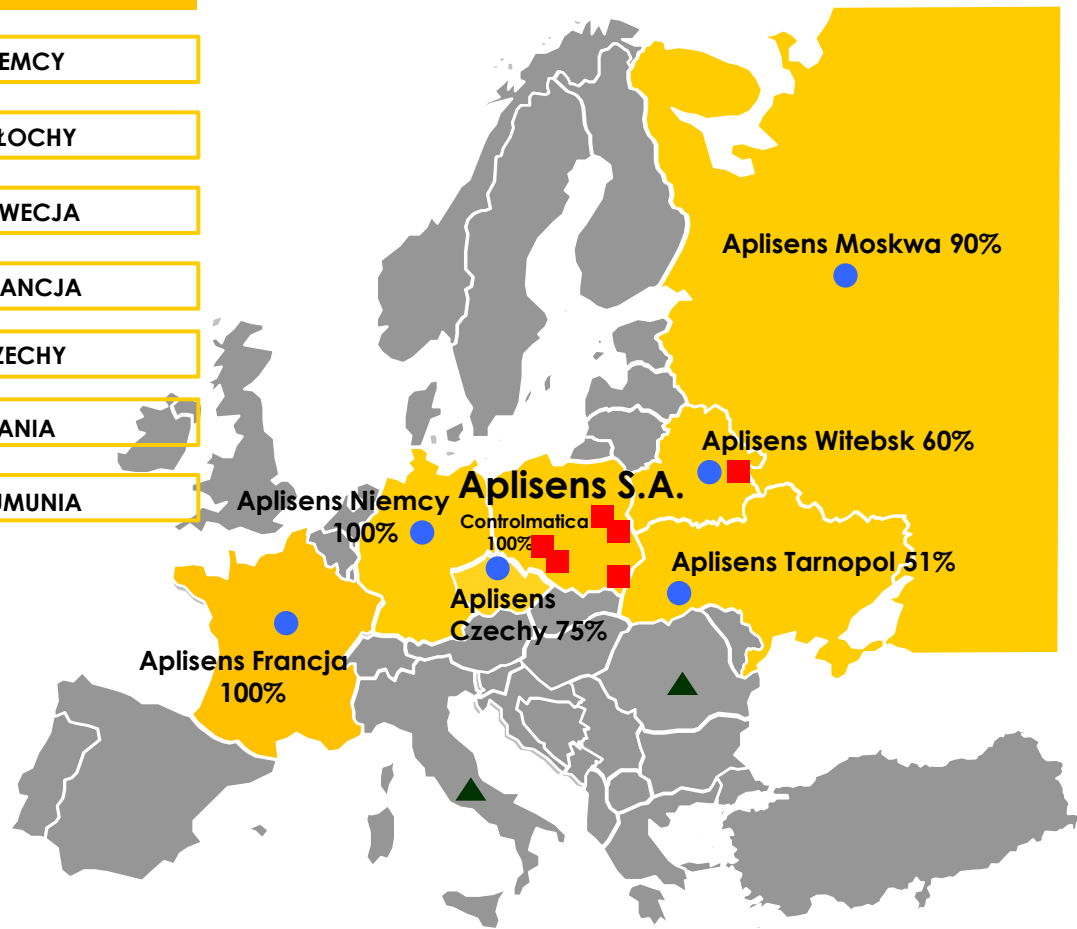 EMCY
ŁOCHY
WECJA
ANCJA
ZECHY
ANIA
UMUNIA
Aplisens Moskwa 90%
Aplisens Witebsk 60%
Aplisens Niemcy
100%
Aplisens S.A.
Controlmatica
100%
Aplisens Tarnopol 51%
Aplisens
Czechy 75%
Aplisens Francja
100%